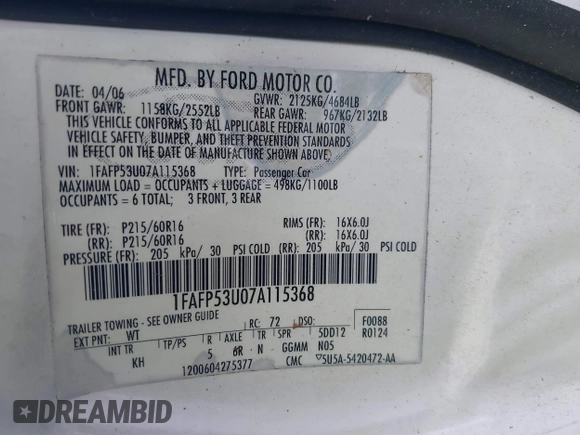 MFD. BY FORD MOTOR CO.
DATE: 04/06
GVWR: 2125KG/4684LB
FRONT GAWR: 1158KG/2552LB
REAR GAWR: 967KG/2132LB
THIS VEHICLE CONFORMS TO ALL APPLICABLE FEDERAL MOTOR
VEHICLE SAFETY, BUMPER, AND THEFT PREVENTION STANDARDS
IN EFFECT ON THE DATE OF MANUFACTURE SHOWN ABOVE.
VIN: 1FAFP53U07A115368
TYPE: Passenger Car
MAXIMUM LOAD = OCCUPANTS + LUGGAGE = 498KG/1100LB
OCCUPANTS = 6 TOTAL; 3 FRONT, 3 REAR
TIRE (FR): P215/60R16 RIMS (FR): 16X6.0J
(RR): P215/60R16 (RR): 16X6.0J
PRESSURE (FR): 205 kPa/ 30 PSI COLD (RR): 205 kPa/ 30 PSI COLD
1FAFP53U07A115368
TRAILER TOWING - SEE OWNER GUIDE
RC: 72 DSO:
F0088
EXT PNT: WT
R0124
INT TR TP/PS R AXLE TR SPR SDD12
KH 5 6R N GGMM N05
1200604275377 CMC ▽5U5A-5420472-AA
DREAMBID